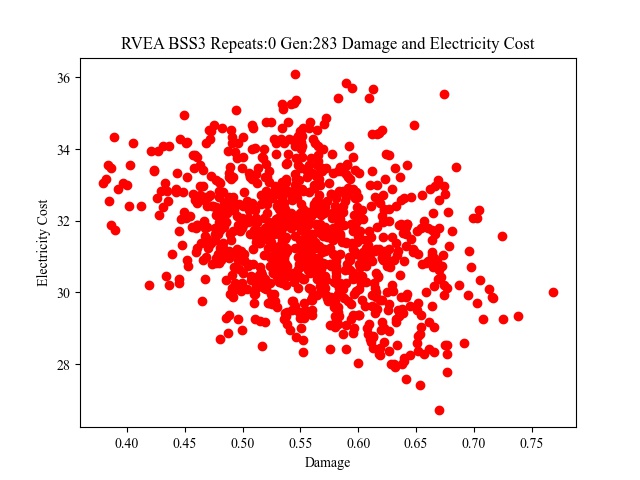 RVEA BSS3 Repeats:0 Gen:283 Damage and Electricity Cost
36
34
32
30
28
Electricity Cost
0.40 0.45 0.50 0.55 0.60 0.65 0.70 0.75
Damage